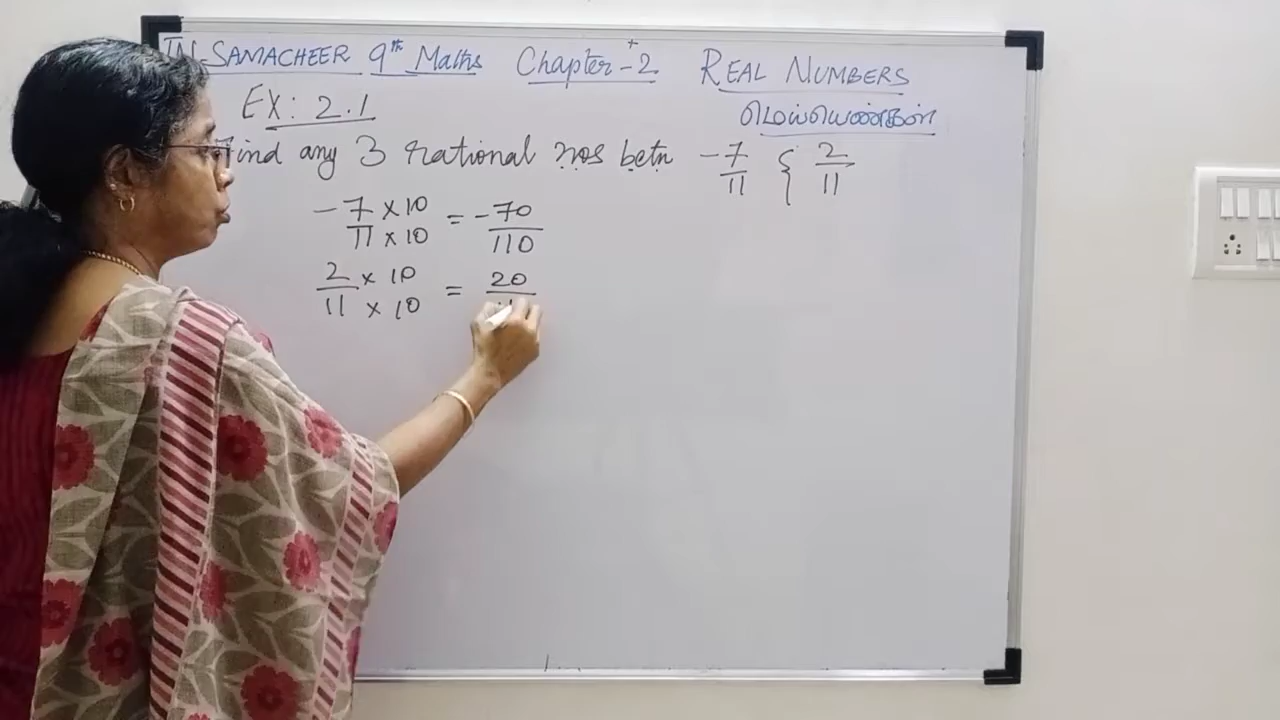 TN SAMACHEER 9th Maths Chapter-2 REAL NUMBERS
EX: 2.1
மெய்யெண்கள்
Find any 3 rational nos betn -7/11 & 2/11
-7 × 10 / 11 × 10 = -70/110
2 × 10 / 11 × 10 = 20/